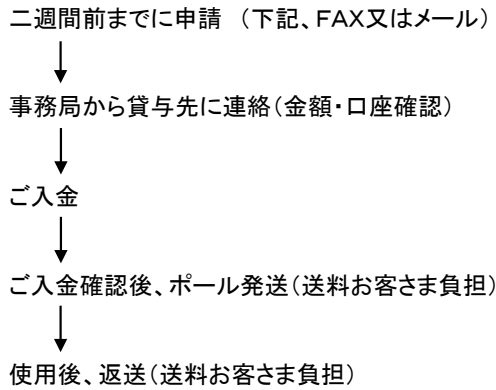 二週間前までに申請　（下記、ＦＡＸ又はメール）
事務局から貸与先に連絡（金額・口座確認）
ご入金
ご入金確認後、ポール発送（送料お客さま負担）
使用後、返送（送料お客さま負担）